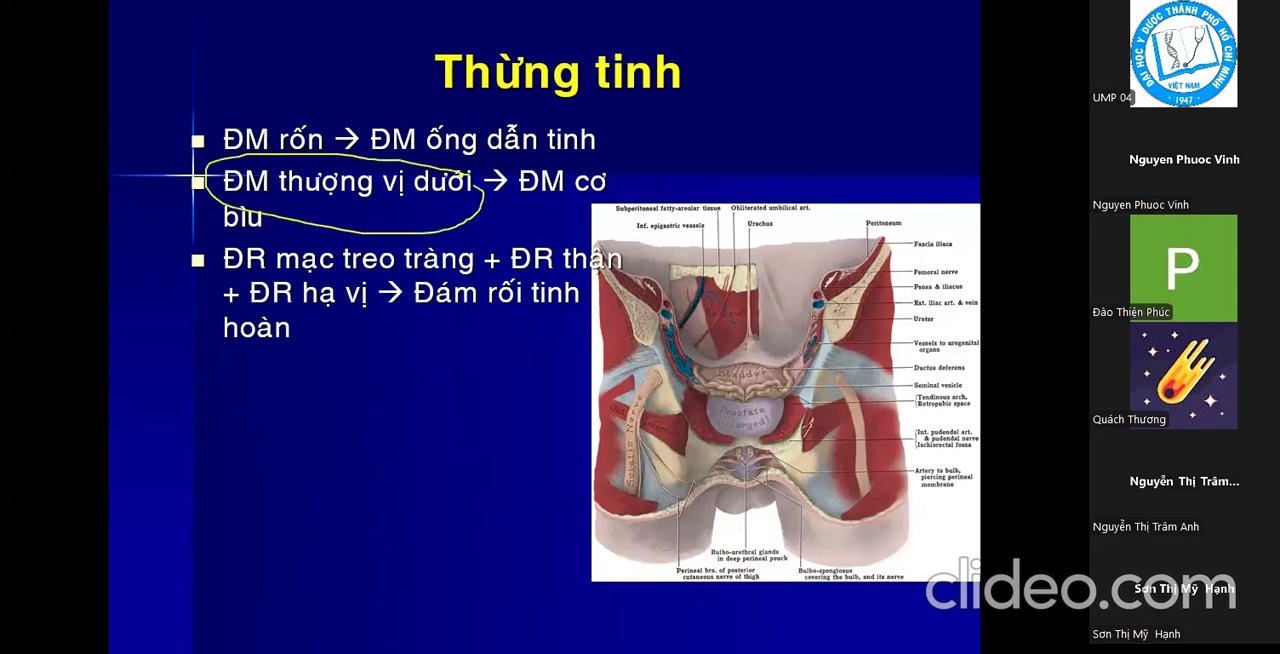 Thừng tinh
ĐM rốn → ĐM ống dẫn tinh
ĐM thượng vị dưới → ĐM cơ
bìu
ĐR mạc treo tràng + ĐR thận
+ ĐR hạ vị → Đám rối tinh
hoàn
Subperitoneal fatty-areolar tissue
Obliterated umbilical art.
Inf. epigastric vessels
Urachus
Peritoneum
Fascia iliaca
Femoral nerve
Psoas & iliacus
Ext. iliac art. & vein
Ureter
Vessels to urogenital
organs
Ductus deferens
Seminal vesicle
Tendinous arch,
Retropubic space
Int. pudendal art.
& pudendal nerve
Ischiorectal fossa
Artery to bulb,
piercing perineal
membrane
Bladder
Prostate
(enlarged)
Obt.
Internus
Sciatic Nerve
Bulbo-urethral glands
in deep perineal pouch
Perineal brs. of posterior
cutaneous nerve of thigh
Bulbo-spongiosus
covering the bulb, and its nerve
ĐẠI HỌC Y DƯỢC THÀNH PHỐ HỒ CHÍ MINH
VIỆT NAM
1947
UMP 04
Nguyen Phuoc Vinh
Nguyen Phuoc Vinh
P
Đào Thiện Phúc
Quách Thương
Nguyễn Thị Trâm...
Nguyễn Thị Trâm Anh
Sơn Thị Mỹ Hạnh
Sơn Thị Mỹ Hạnh
clideo.com